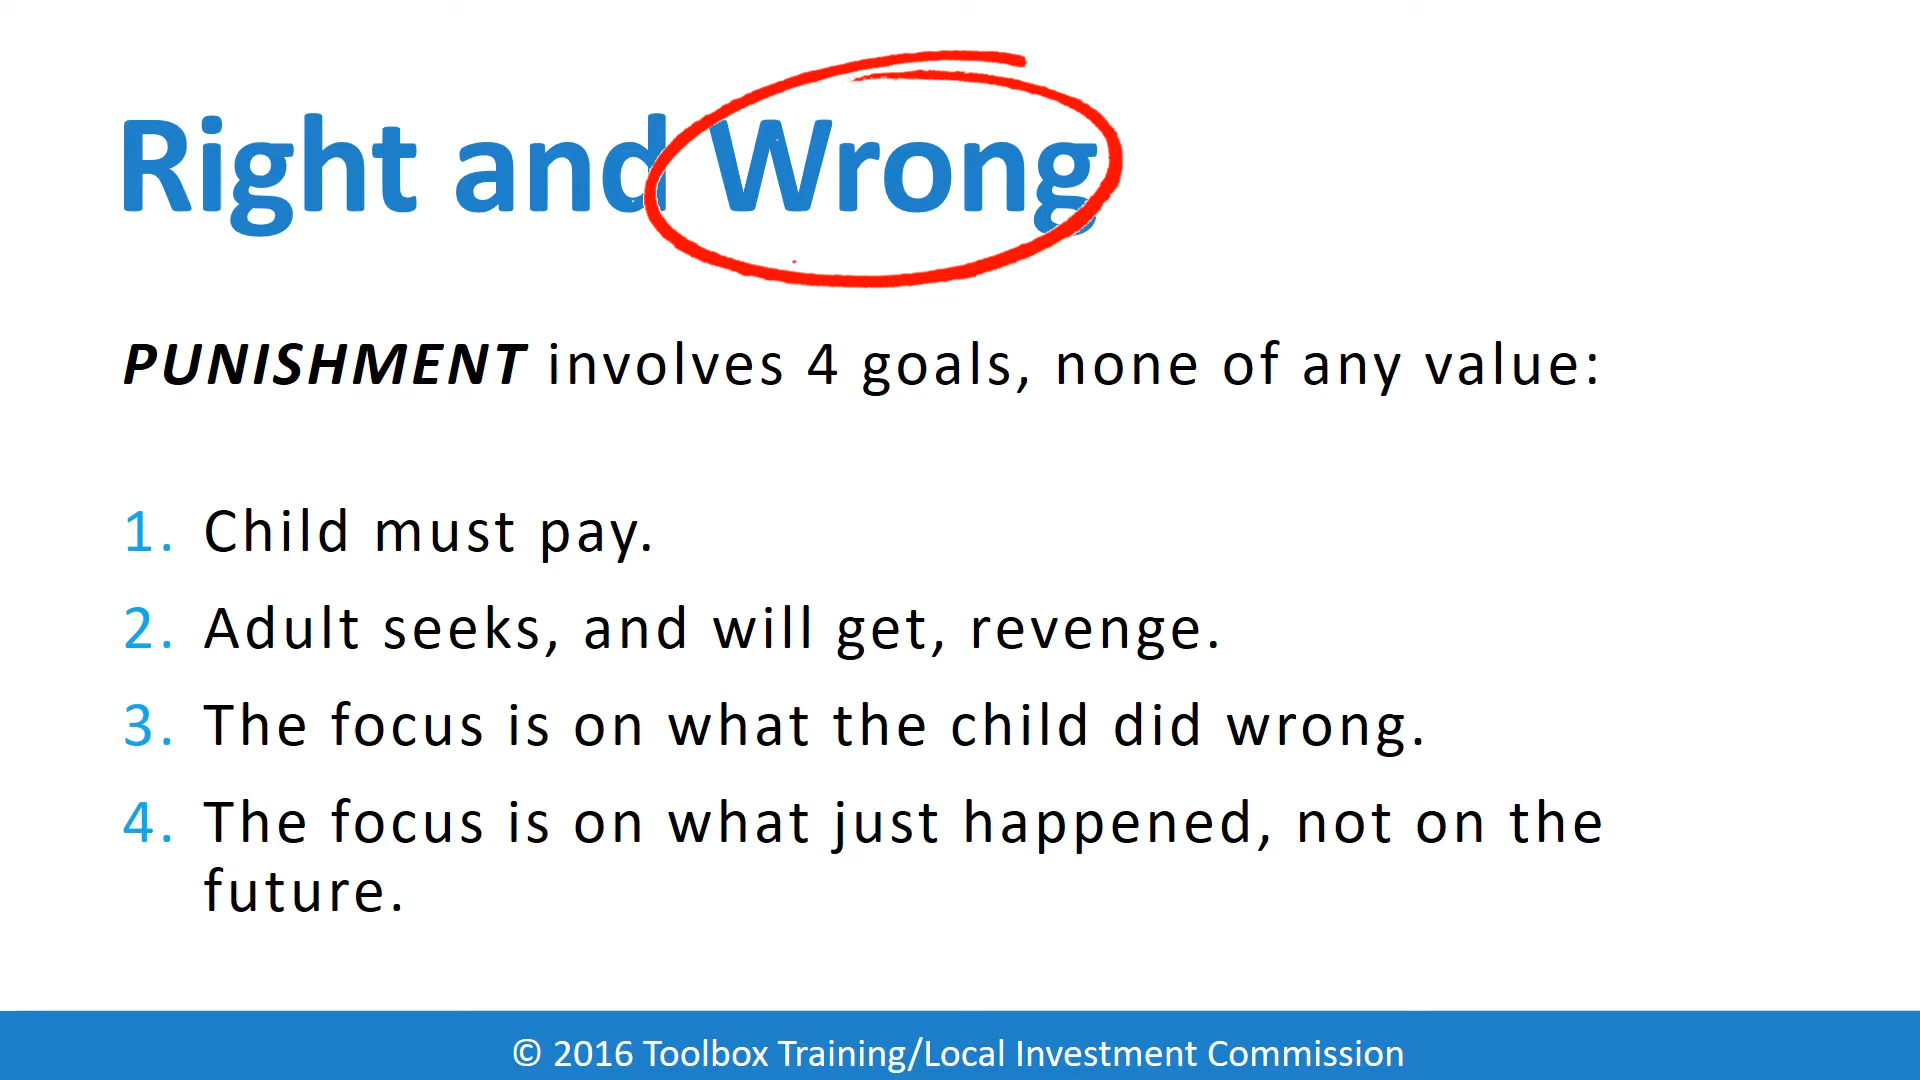 Right and Wrong
PUNISHMENT involves 4 goals, none of any value:
1. Child must pay.
2. Adult seeks, and will get, revenge.
3. The focus is on what the child did wrong.
4. The focus is on what just happened, not on the
future.
© 2016 Toolbox Training/Local Investment Commission